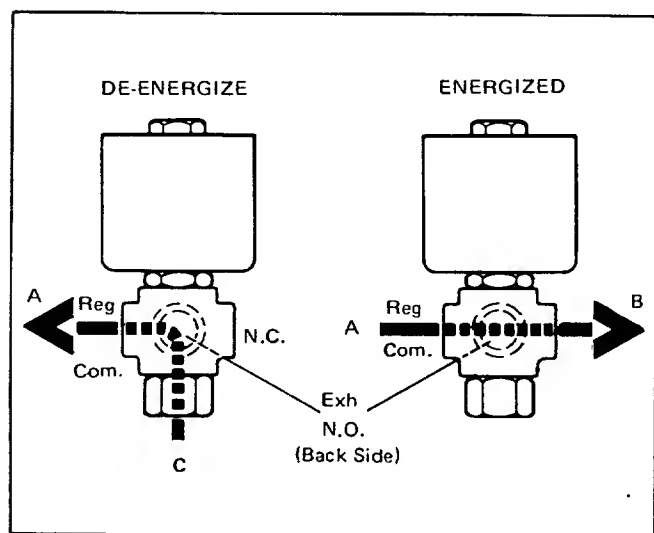 DE-ENERGIZE
ENERGIZED
A
Reg
Com.
N.C.
C
Exh
N.O.
(Back Side)
A
Reg
Com.
B